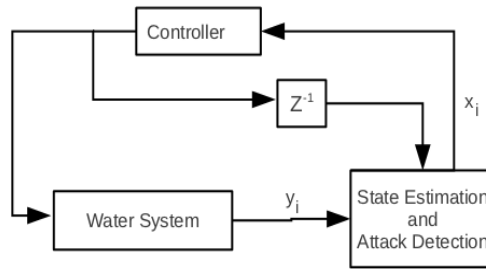 Controller
Z-1
xi
yi
Water System
State Estimation
and
Attack Detection